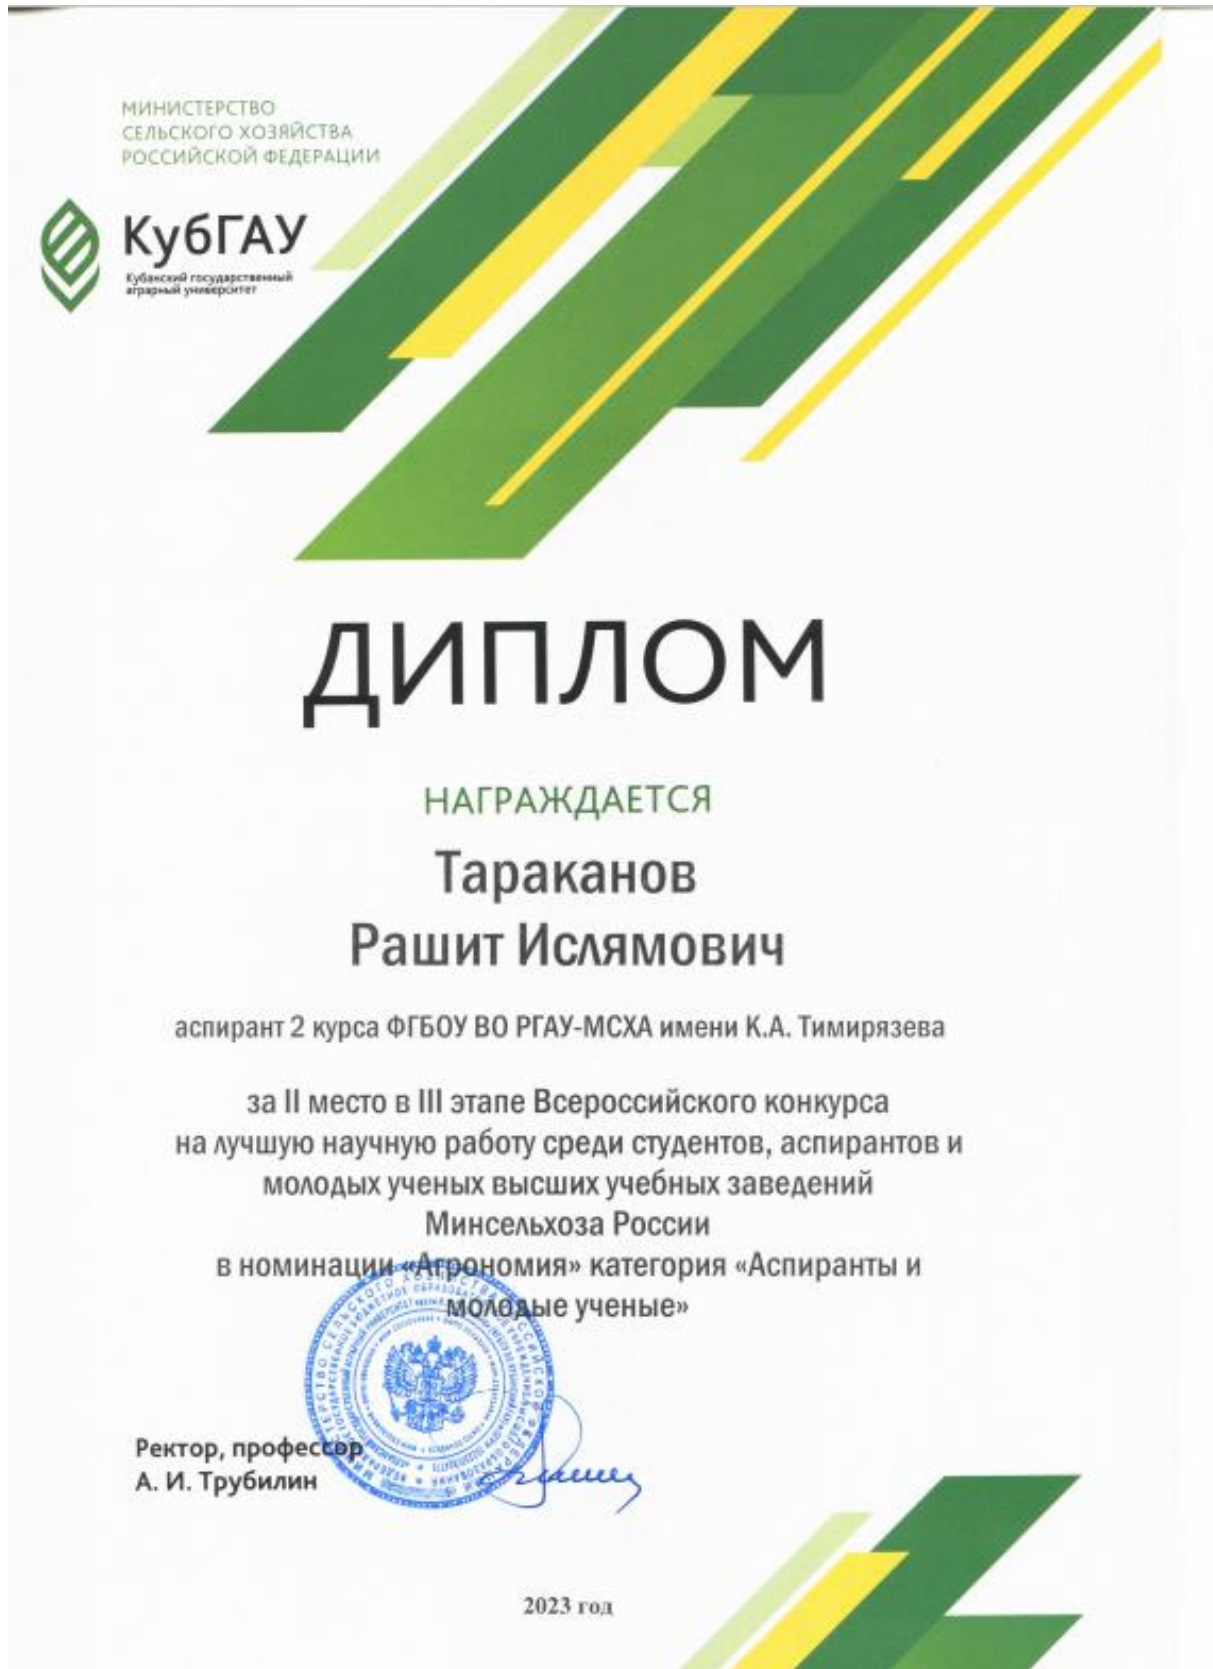 МИНИСТЕРСТВО
СЕЛЬСКОГО ХОЗЯЙСТВА
РОССИЙСКОЙ ФЕДЕРАЦИИ
КубГАУ
Кубанский государственный
аграрный университет
ДИПЛОМ
НАГРАЖДАЕТСЯ
Тараканов
Рашит Ислямович
аспирант 2 курса ФГБОУ ВО РГАУ-МСХА имени К.А. Тимирязева
за II место в III этапе Всероссийского конкурса
на лучшую научную работу среди студентов, аспирантов и
молодых ученых высших учебных заведений
Минсельхоза России
в номинации «Агрономия» категория «Аспиранты и
молодые ученые»
Ректор, профессор
А. И. Трубилин
2023 год